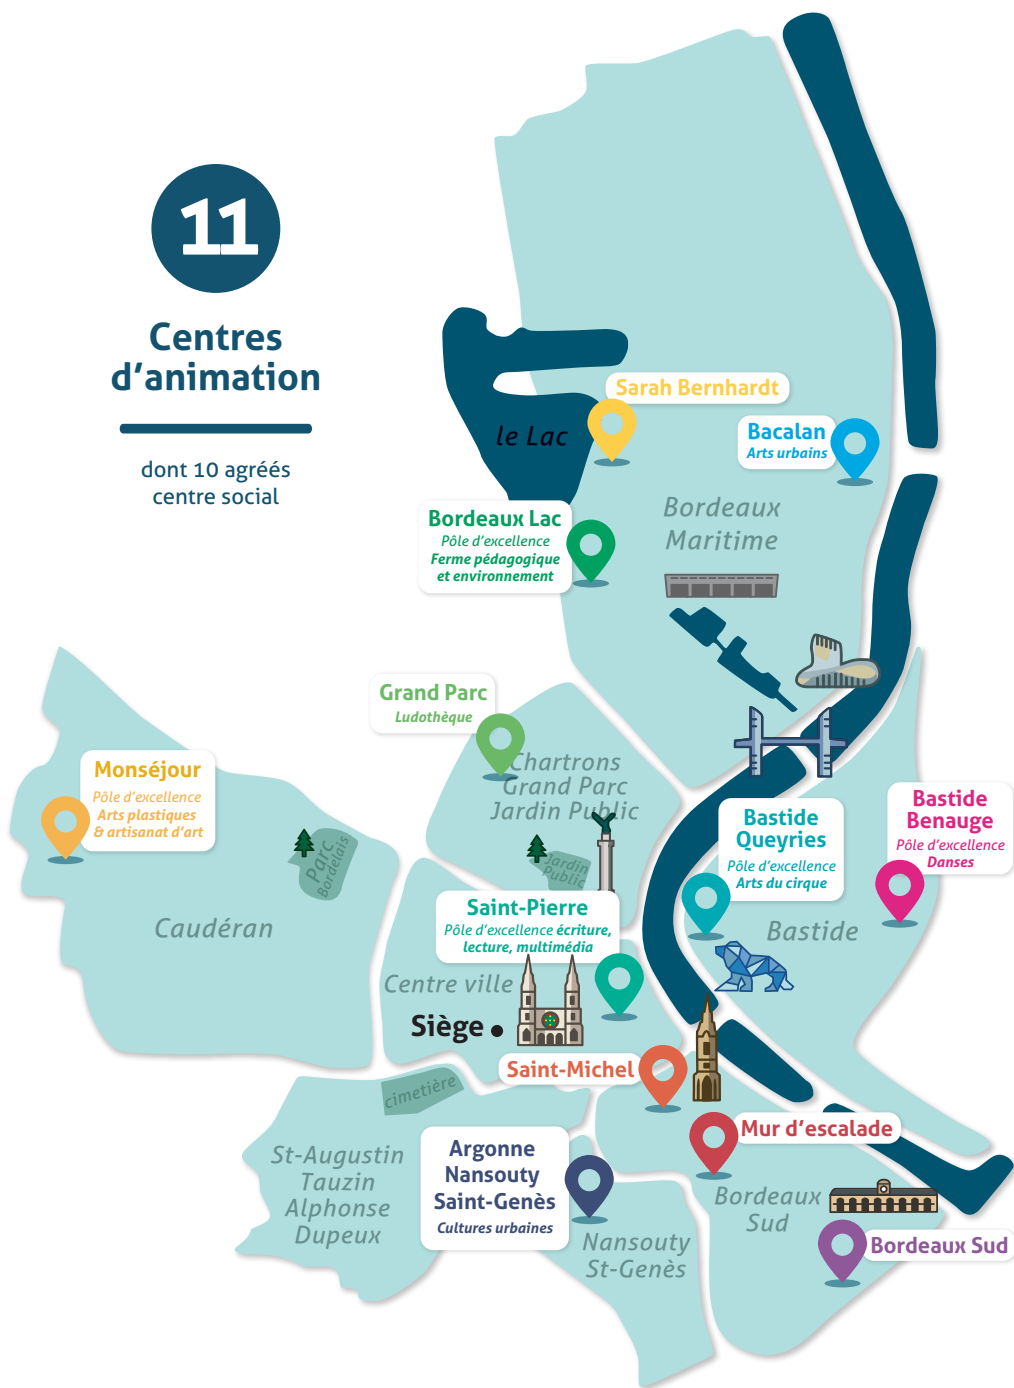 11
Centres
d'animation
dont 10 agréés
centre social
Sarah Bernhardt
le Lac
Bacalan
Arts urbains
Bordeaux Lac
Pôle d'excellence
Ferme pédagogique
et environnement
Bordeaux
Maritime
Grand Parc
Ludothèque
Chartrons
Grand Parc
Jardin Public
Monséjour
Pôle d'excellence
Arts plastiques
& artisanat d'art
Parc
Bordelais
Caudéran
Jardin
Public
Bastide
Queyries
Pôle d'excellence
Arts du cirque
Bastide
Benauge
Pôle d'excellence
Danses
Bastide
Saint-Pierre
Pôle d'excellence écriture,
lecture, multimédia
Centre ville
Siège
Saint-Michel
cimetière
Mur d'escalade
St-Augustin
Tauzin
Alphonse
Dupeux
Argonne
Nansouty
Saint-Genès
Cultures urbaines
Nansouty
St-Genès
Bordeaux
Sud
Bordeaux Sud